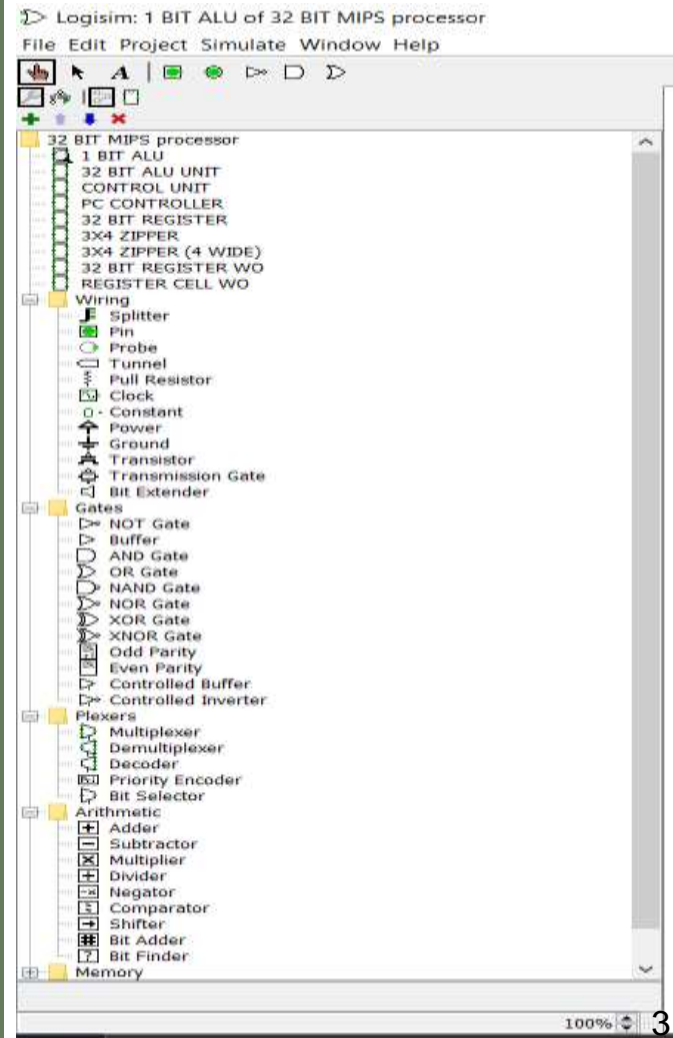 Logisim: 1 BIT ALU of 32 BIT MIPS processor
File Edit Project Simulate Window Help
A
32 BIT MIPS processor
1 BIT ALU
32 BIT ALU UNIT
CONTROL UNIT
PC CONTROLLER
32 BIT REGISTER
3X4 ZIPPER
3X4 ZIPPER (4 WIDE)
32 BIT REGISTER WO
REGISTER CELL WO
Wiring
Splitter
Pin
Probe
Tunnel
Pull Resistor
Clock
Constant
Power
Ground
Transistor
Transmission Gate
Bit Extender
Gates
NOT Gate
Buffer
AND Gate
OR Gate
NAND Gate
NOR Gate
XOR Gate
XNOR Gate
Odd Parity
Even Parity
Controlled Buffer
Controlled Inverter
Plexers
Multiplexer
Demultiplexer
Decoder
Priority Encoder
Bit Selector
Arithmetic
Adder
Subtractor
Multiplier
Divider
Negator
Comparator
Shifter
Bit Adder
Bit Finder
Memory
100%
3